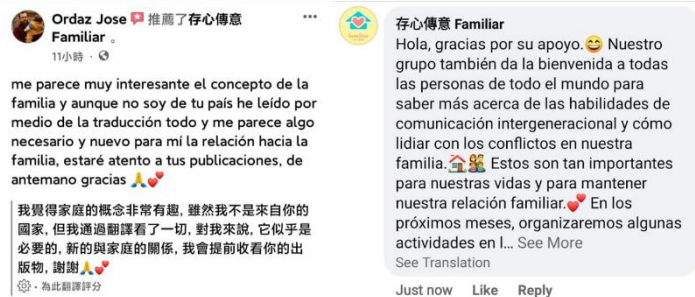 Ordaz Jose 推薦了存心傳意
Familiar 。
11小時 ·
me parece muy interesante el concepto de la
familia y aunque no soy de tu país he leído por
medio de la traducción todo y me parece algo
necesario y nuevo para mí la relación hacia la
familia, estaré atento a tus publicaciones, de
antemano gracias 🙏💕
我覺得家庭的概念非常有趣, 雖然我不是來自你的
國家, 但我通過翻譯看了一切, 對我來說, 它似乎是
必要的, 新的與家庭的關係, 我會提前收看你的出
版物, 謝謝🙏💕
· 為此翻譯評分
存心傳意 Familiar
Hola, gracias por su apoyo.😄 Nuestro
grupo también da la bienvenida a todas
las personas de todo el mundo para
saber más acerca de las habilidades de
comunicación intergeneracional y cómo
lidiar con los conflictos en nuestra
familia.🏠👨‍👩‍👧‍👦 Estos son tan importantes
para nuestras vidas y para mantener
nuestra relación familiar.💕 En los
próximos meses, organizaremos algunas
actividades en l... See More
See Translation
Just now Like Reply